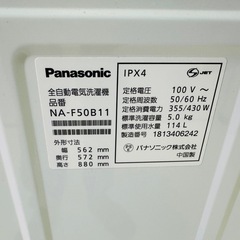 Panasonic
全自動電気洗濯機
品番
NA-F50B11
外形寸法
幅 562 mm
奥行 572 mm
高さ 880 mm
IPX4
JET
定格電圧 100 V~
定格周波数 50/60 Hz
定格消費電力 355/430 W
標準洗濯容量 5.0 kg
標準使用水量 114 L
製造番号 1813406242
パナソニック株式会社
中国製